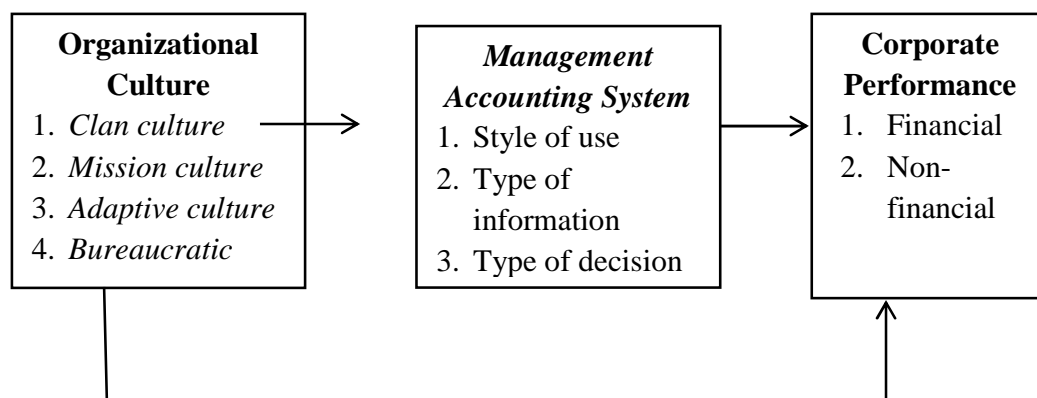 Organizational
Culture
1. Clan culture
2. Mission culture
3. Adaptive culture
4. Bureaucratic
Management
Accounting System
1. Style of use
2. Type of
information
3. Type of decision
Corporate
Performance
1. Financial
2. Non-
financial